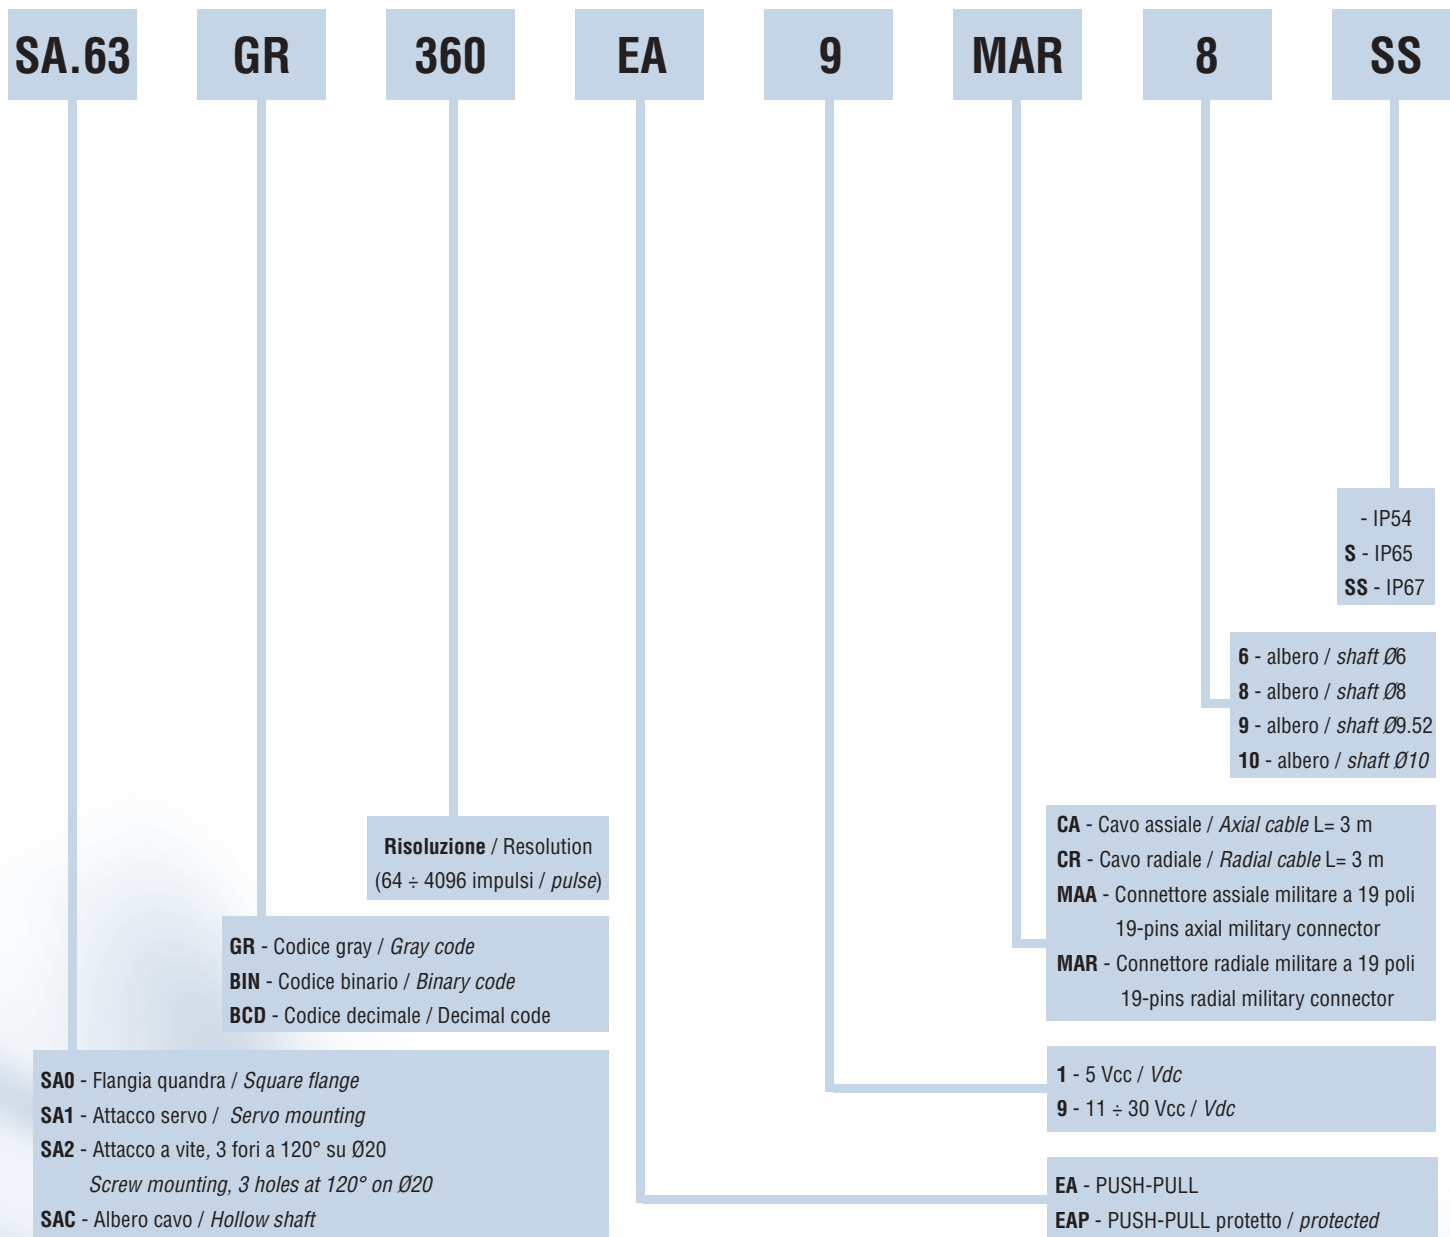 SA.63 GR 360 EA 9 MAR 8 SS
- IP54
S - IP65
SS - IP67
6 - albero / shaft Ø6
8 - albero / shaft Ø8
9 - albero / shaft Ø9.52
10 - albero / shaft Ø10
CA - Cavo assiale / Axial cable L= 3 m
CR - Cavo radiale / Radial cable L= 3 m
MAA - Connettore assiale militare a 19 poli
19-pins axial military connector
MAR - Connettore radiale militare a 19 poli
19-pins radial military connector
Risoluzione / Resolution
(64 ÷ 4096 impulsi / pulse)
GR - Codice gray / Gray code
BIN - Codice binario / Binary code
BCD - Codice decimale / Decimal code
SA0 - Flangia quandra / Square flange
SA1 - Attacco servo / Servo mounting
SA2 - Attacco a vite, 3 fori a 120° su Ø20
Screw mounting, 3 holes at 120° on Ø20
SAC - Albero cavo / Hollow shaft
1 - 5 Vcc / Vdc
9 - 11 ÷ 30 Vcc / Vdc
EA - PUSH-PULL
EAP - PUSH-PULL protetto / protected